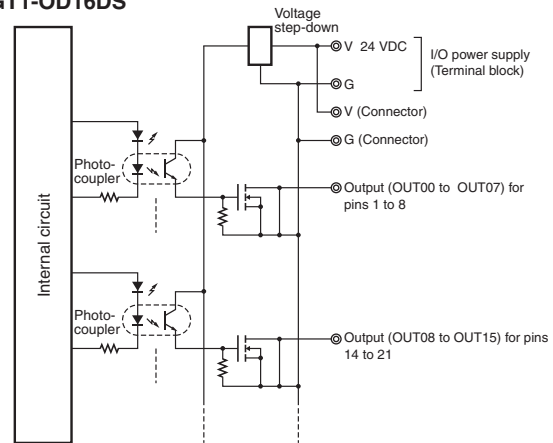 GT1-OD16DS
Voltage
step-down
V 24 VDC
I/O power supply
(Terminal block)
G
V (Connector)
G (Connector)
Photo-
coupler
Output (OUT00 to OUT07) for
pins 1 to 8
Internal circuit
Photo-
coupler
Output (OUT08 to OUT15) for pins
14 to 21